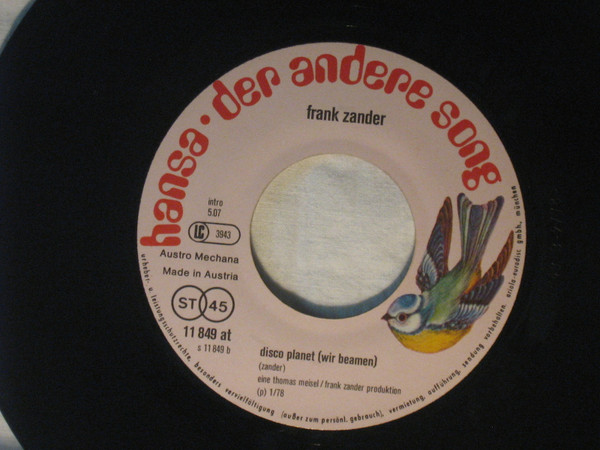 hansa · der andere song
frank zander
intro
5.07
LC 3943
Austro Mechana
Made in Austria
ST 45
11 849 at
s 11 849 b
disco planet (wir beamen)
(zander)
eine thomas meisel / frank zander produktion
(p) 1/78
urheber- u. leistungsschutzrechte, besonders vervielfältigung (außer zum persönl. gebrauch), vermietung, aufführung, sendung vorbehalten. ariola-eurodisc gmbh, münchen